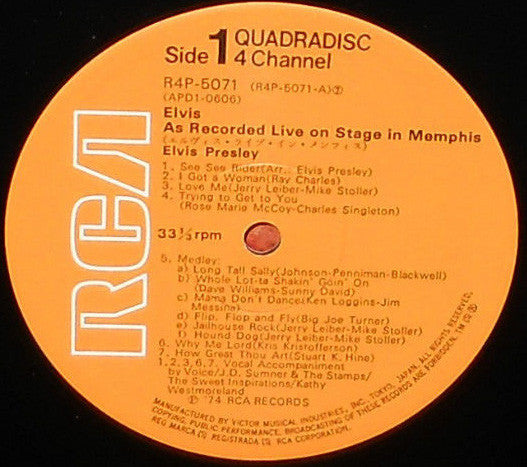 RCA
Side 1 QUADRADISC
4 Channel
R4P-5071 (R4P-5071-A)
(APD1-0606)
Elvis
As Recorded Live on Stage in Memphis
(エルヴィス・ライヴ・イン・メンフィス)
Elvis Presley
1. See See Rider(Arr.: Elvis Presley)
2. I Got a Woman(Ray Charles)
3. Love Me(Jerry Leiber-Mike Stoller)
4. Trying to Get to You
(Rose Marie McCoy-Charles Singleton)
33 1/3 rpm
5. Medley:
a) Long Tall Sally(Johnson-Penniman-Blackwell)
b) Whole Lot-ta Shakin' Goin' On
(Dave Williams-Sunny David)
c) Mama Don't Dance(Ken Loggins-Jim
Messina)
d) Flip, Flop and Fly(Big Joe Turner)
e) Jailhouse Rock(Jerry Leiber-Mike Stoller)
f) Hound Dog(Jerry Leiber-Mike Stoller)
6. Why Me Lord(Kris Kristofferson)
7. How Great Thou Art(Stuart K. Hine)
1,2,3,6,7. Vocal Accompaniment
by Voice/J.D. Sumner & The Stamps/
The Sweet Inspirations/Kathy
Westmoreland
Ⓟ '74 RCA RECORDS
MANUFACTURED BY VICTOR MUSICAL INDUSTRIES, INC., TOKYO, JAPAN. ALL RIGHTS RESERVED.
COPYING, PUBLIC PERFORMANCE, BROADCASTING OF THESE RECORDS ARE FORBIDDEN. TM(S)®
REG MARCA(S) REGISTRADA(S) RCA CORPORATION.